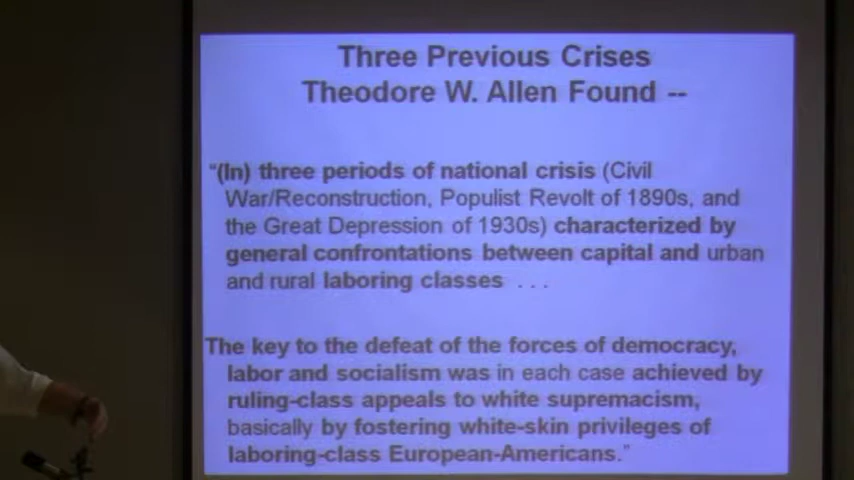 Three Previous Crises
Theodore W. Allen Found --
“(In) three periods of national crisis (Civil
War/Reconstruction, Populist Revolt of 1890s, and
the Great Depression of 1930s) characterized by
general confrontations between capital and urban
and rural laboring classes . . .
The key to the defeat of the forces of democracy,
labor and socialism was in each case achieved by
ruling-class appeals to white supremacism,
basically by fostering white-skin privileges of
laboring-class European-Americans.”